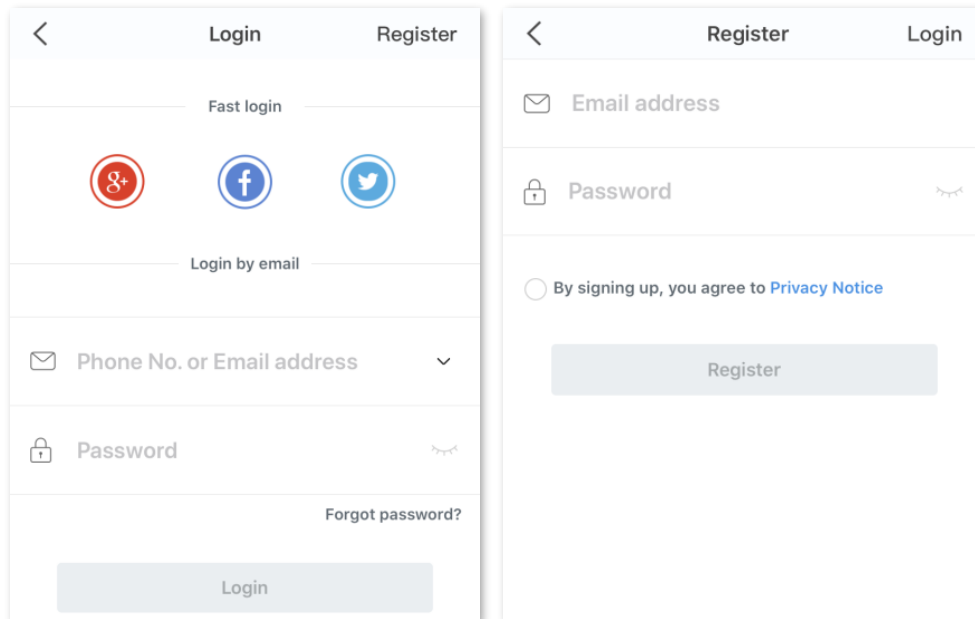 Login Register
Fast login
g+ f
Login by email
Phone No. or Email address
Password
Forgot password?
Login
Register Login
Email address
Password
By signing up, you agree to Privacy Notice
Register